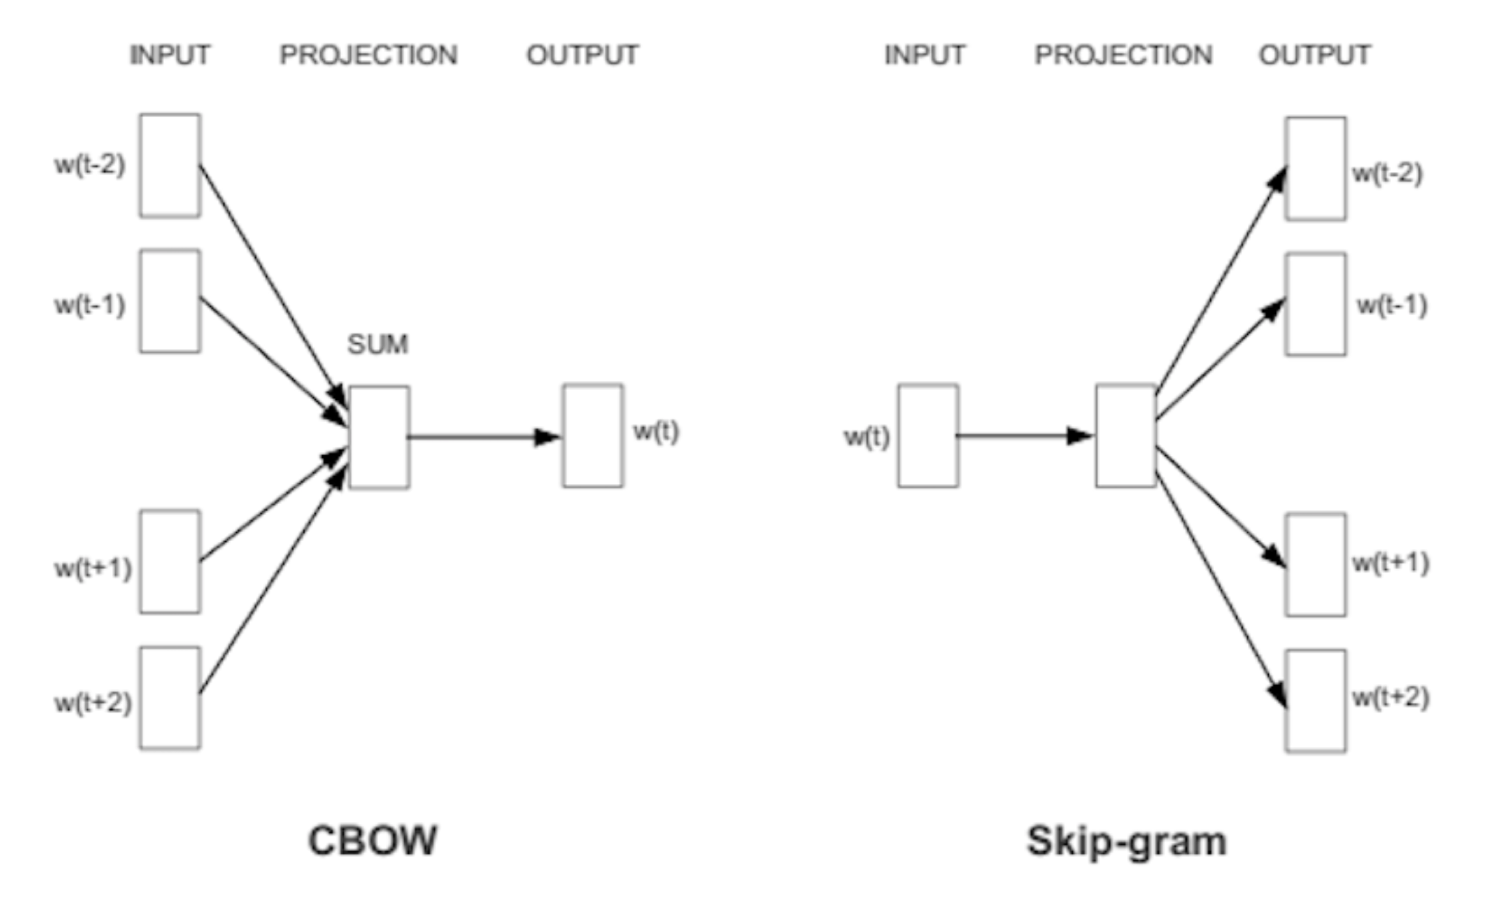 INPUT PROJECTION OUTPUT
w(t-2)
w(t-1)
SUM
w(t)
w(t+1)
w(t+2)
CBOW
INPUT PROJECTION OUTPUT
w(t-2)
w(t-1)
w(t)
w(t+1)
w(t+2)
Skip-gram